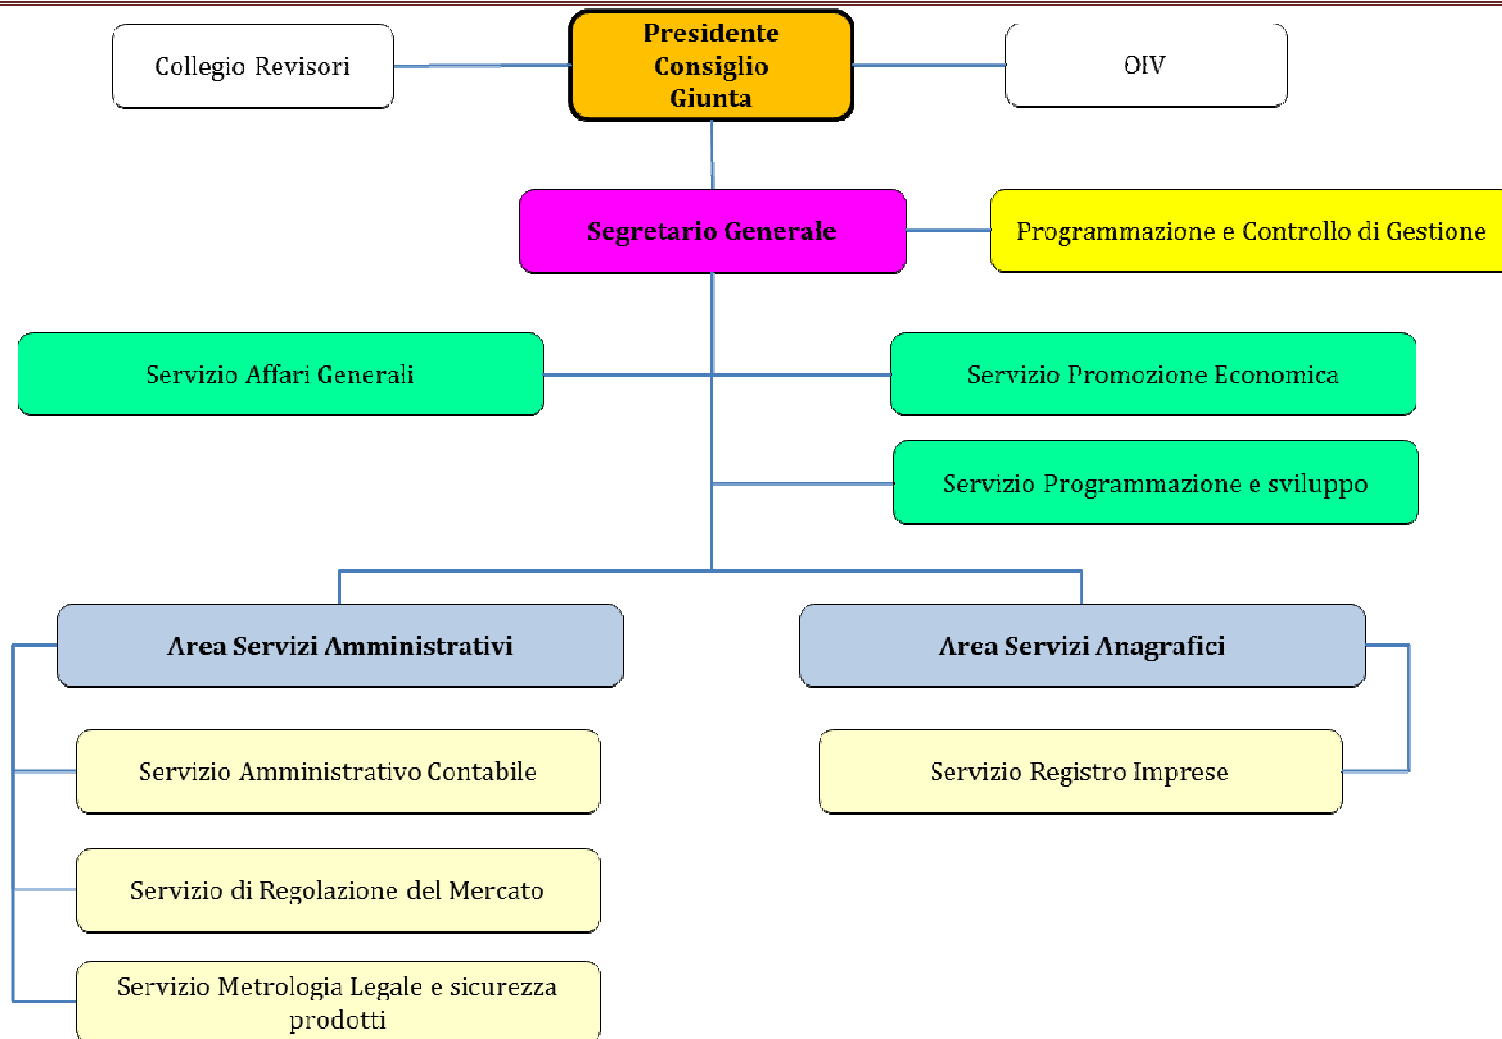 Collegio Revisori
Presidente
Consiglio
Giunta
OIV
Segretario Generale
Programmazione e Controllo di Gestione
Servizio Affari Generali
Servizio Promozione Economica
Servizio Programmazione e sviluppo
Area Servizi Amministrativi
Area Servizi Anagrafici
Servizio Amministrativo Contabile
Servizio Registro Imprese
Servizio di Regolazione del Mercato
Servizio Metrologia Legale e sicurezza
prodotti